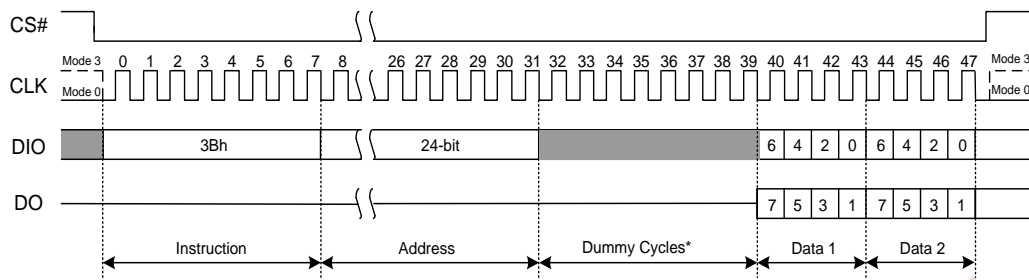 CS#
Mode 3 0 1 2 3 4 5 6 7 8 26 27 28 29 30 31 32 33 34 35 36 37 38 39 40 41 42 43 44 45 46 47 Mode 3
CLK Mode 0 Mode 0
DIO 3Bh 24-bit 6 4 2 0 6 4 2 0
DO 7 5 3 1 7 5 3 1
Instruction Address Dummy Cycles* Data 1 Data 2